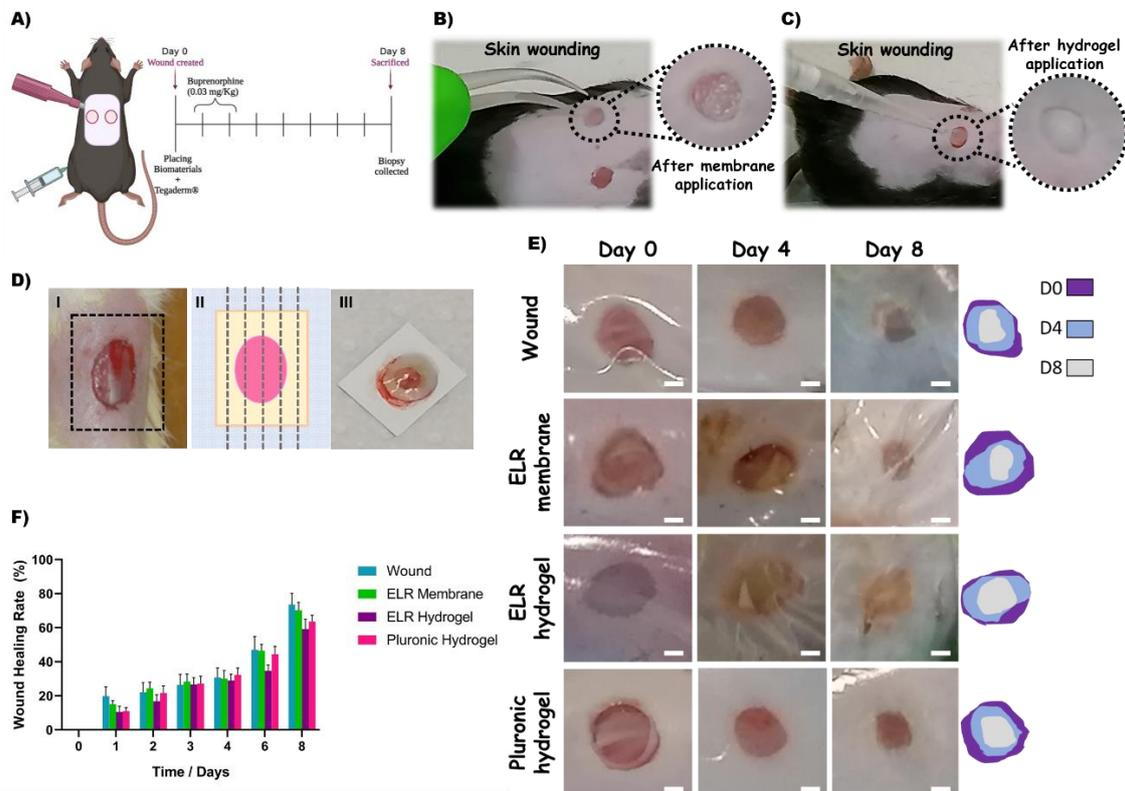 A)
Day 0
Wound created
Buprenorphine
(0.03 mg/Kg)
Day 8
Sacrificed
Placing
Biomaterials
+
Tegaderm®
Biopsy
collected
B)
Skin wounding
After membrane
application
C)
Skin wounding
After hydrogel
application
D)
I
II
III
E)
Day 0
Day 4
Day 8
Wound
ELR
membrane
ELR
hydrogel
Pluronic
hydrogel
D0
D4
D8
F)
Wound Healing Rate (%)
100
80
60
40
20
0
0
1
2
3
4
6
8
Time / Days
Wound
ELR Membrane
ELR Hydrogel
Pluronic Hydrogel